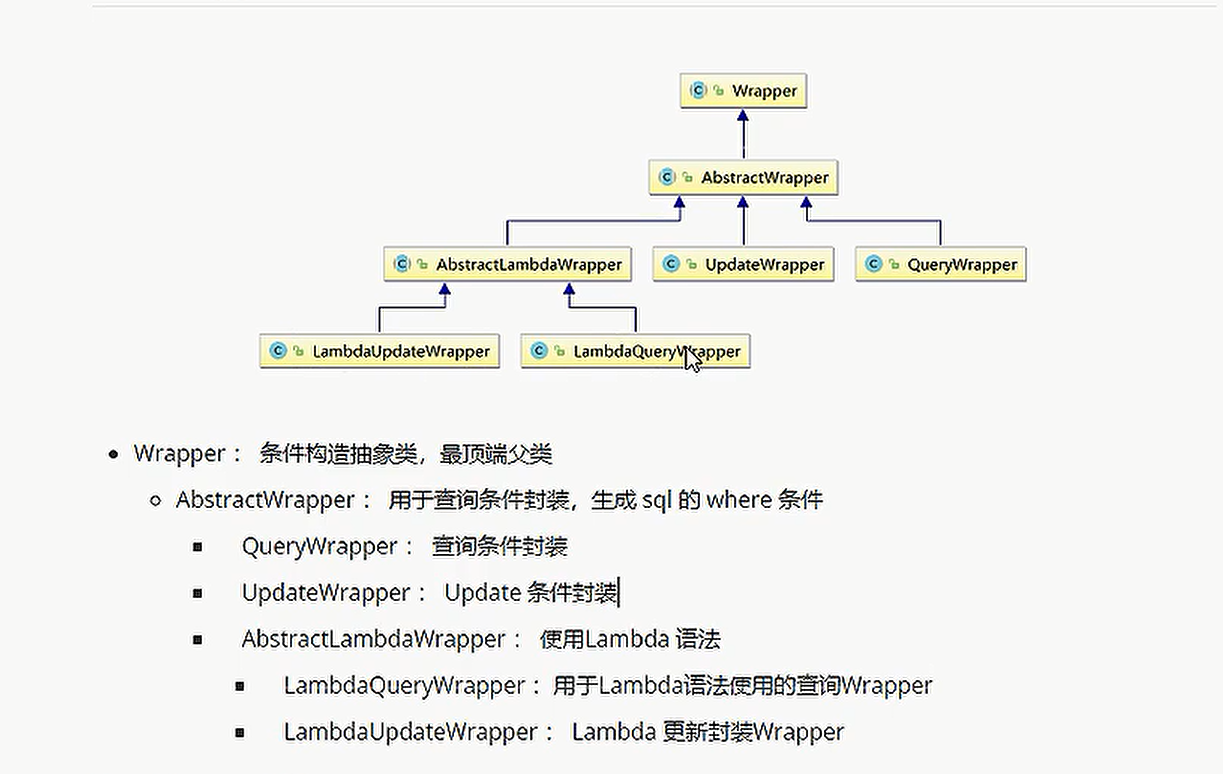 Wrapper
AbstractWrapper
AbstractLambdaWrapper UpdateWrapper QueryWrapper
LambdaUpdateWrapper LambdaQueryWrapper
Wrapper： 条件构造抽象类，最顶端父类
AbstractWrapper： 用于查询条件封装，生成 sql 的 where 条件
QueryWrapper： 查询条件封装
UpdateWrapper： Update 条件封装
AbstractLambdaWrapper： 使用Lambda 语法
LambdaQueryWrapper：用于Lambda语法使用的查询Wrapper
LambdaUpdateWrapper： Lambda 更新封装Wrapper